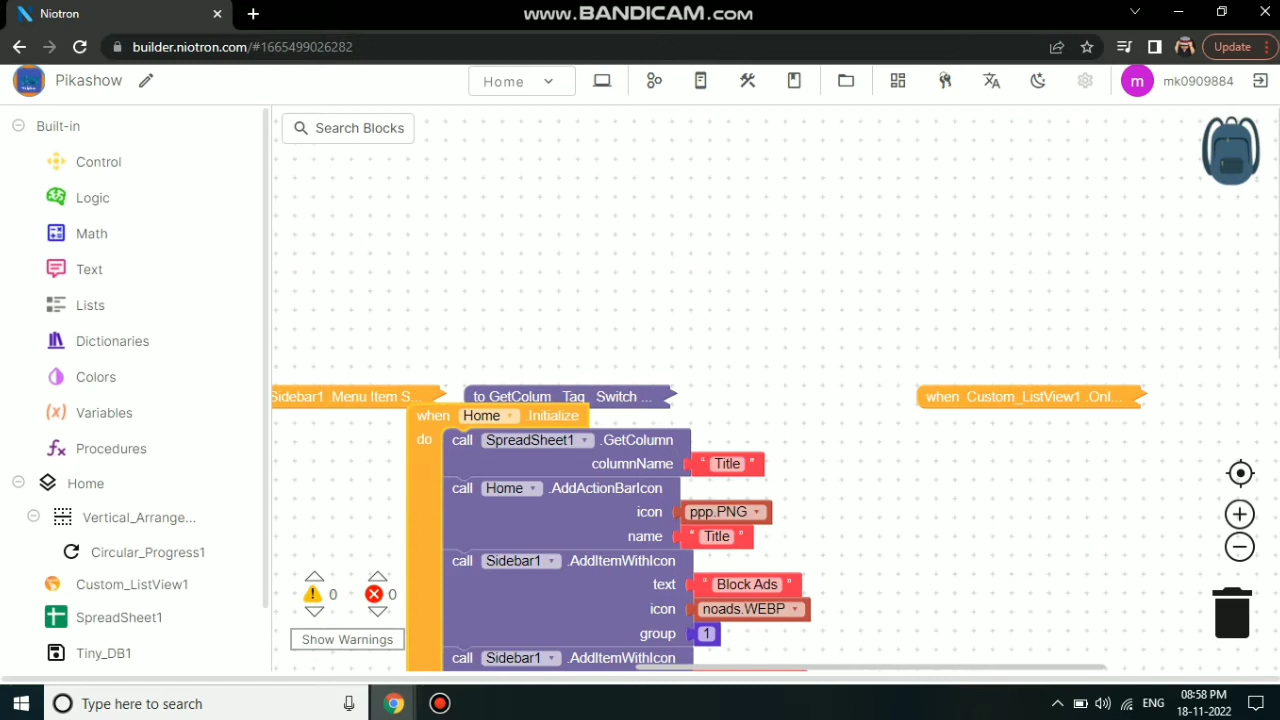 Niotron
www.BANDICAM.com
builder.niotron.com/#1665499026282
Update
Pikashow
Home
m
mk0909884
Built-in
Search Blocks
Control
Logic
Math
Text
Lists
Dictionaries
Colors
Variables
Procedures
Home
Vertical_Arrange...
Circular_Progress1
Custom_ListView1
SpreadSheet1
Tiny_DB1
Sidebar1 .Menu Item S...
to GetColum_ Tag_ Switch ...
when Custom_ListView1 .Onl...
when Home .Initialize
do call SpreadSheet1 .GetColumn
columnName " Title "
call Home .AddActionBarIcon
icon ppp.PNG
name " Title "
call Sidebar1 .AddItemWithIcon
text " Block Ads "
icon noads.WEBP
group 1
call Sidebar1 .AddItemWithIcon
0 0
Show Warnings
Type here to search
ENG
08:58 PM
18-11-2022